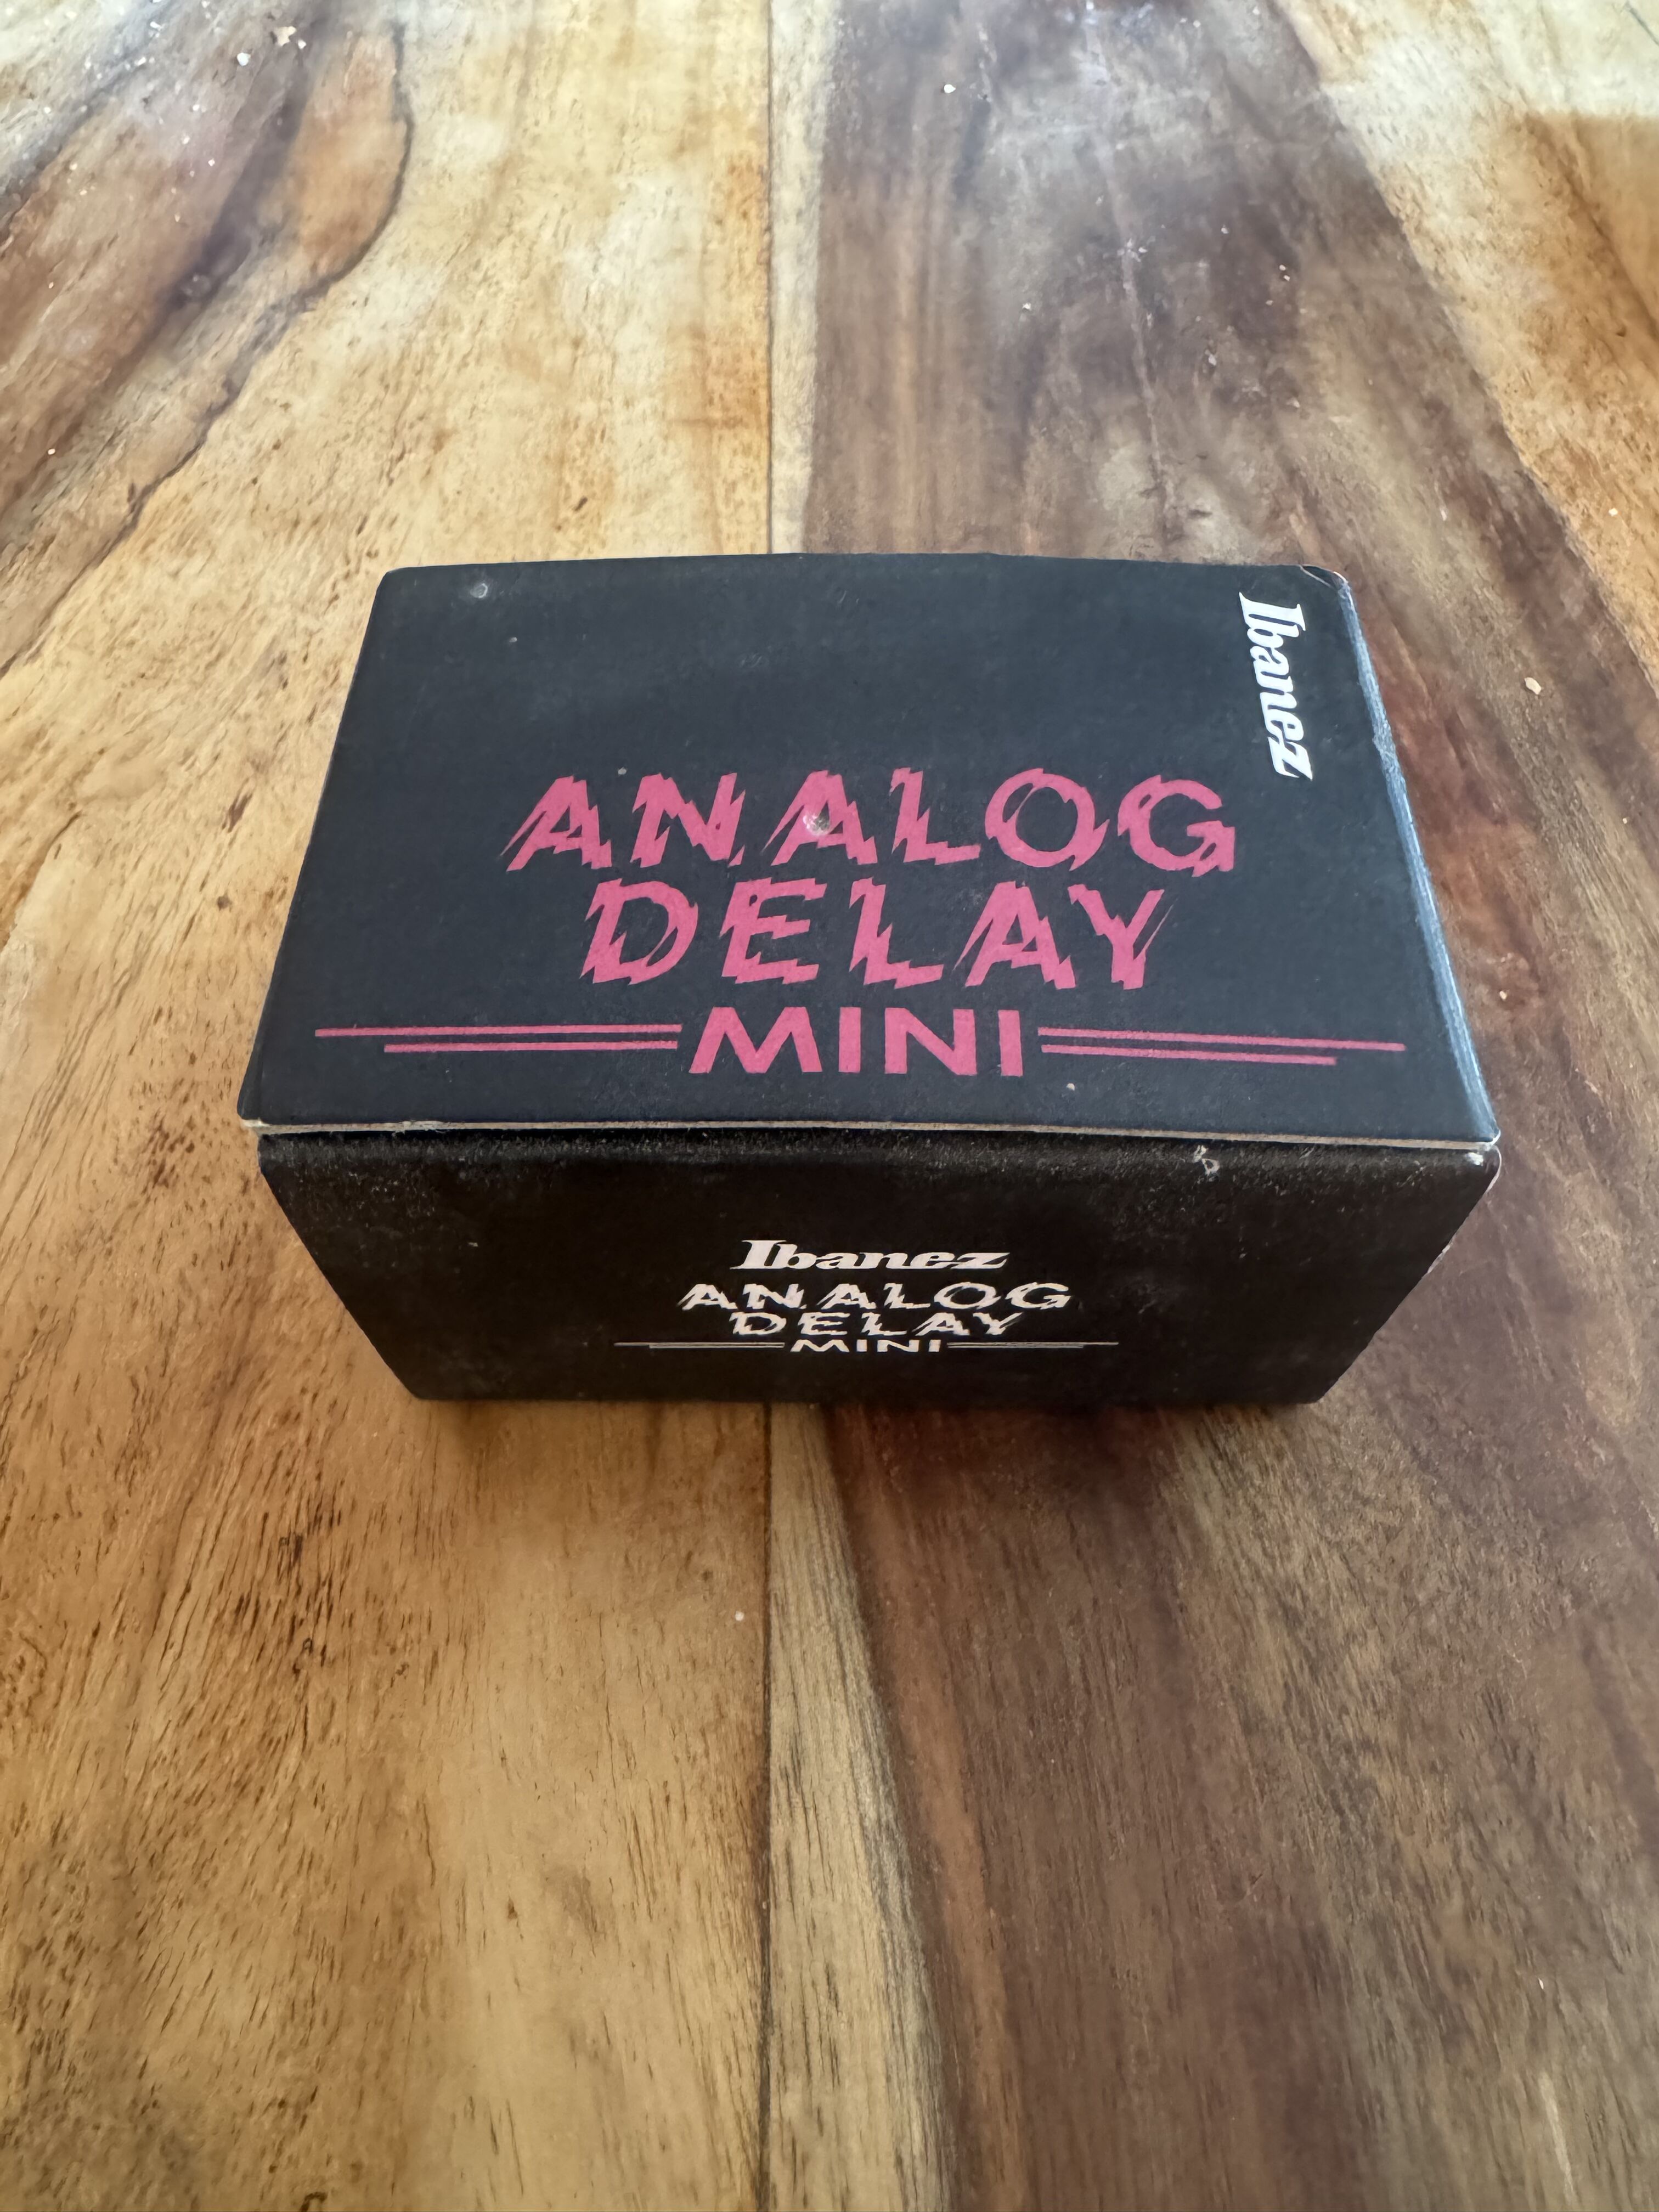 Ibanez
ANALOG
DELAY
MINI
Ibanez
ANALOG
DELAY
MINI